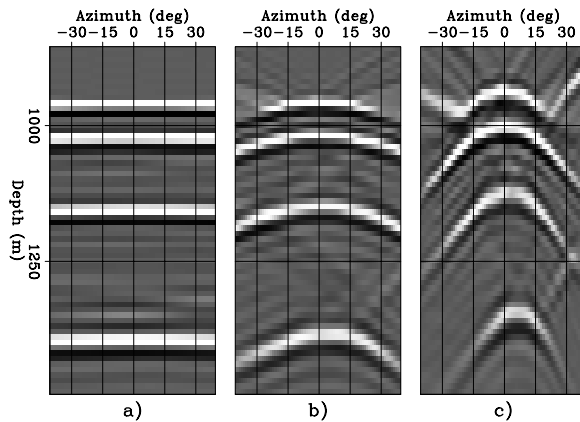 Azimuth (deg) Azimuth (deg) Azimuth (deg)
−30 −15 0 15 30 −30 −15 0 15 30 −30 −15 0 15 30
1000
1250
Depth (m)
a) b) c)